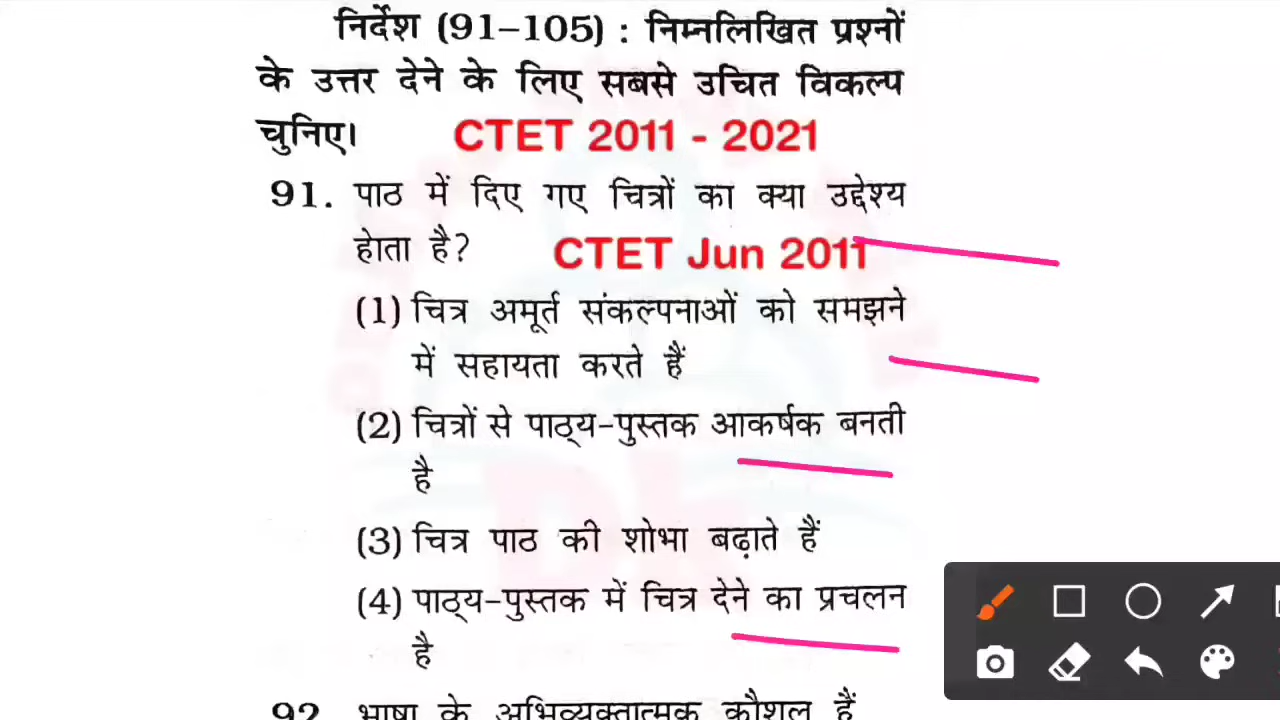 निर्देश (91–105) : निम्नलिखित प्रश्नों
के उत्तर देने के लिए सबसे उचित विकल्प
चुनिए। CTET 2011 - 2021
91. पाठ में दिए गए चित्रों का क्या उद्देश्य
होता है? CTET Jun 2011
(1) चित्र अमूर्त संकल्पनाओं को समझने
में सहायता करते हैं
(2) चित्रों से पाठ्य-पुस्तक आकर्षक बनती
है
(3) चित्र पाठ की शोभा बढ़ाते हैं
(4) पाठ्य-पुस्तक में चित्र देने का प्रचलन
है
92. भाषा के अभिव्यक्तात्मक कौशल हैं